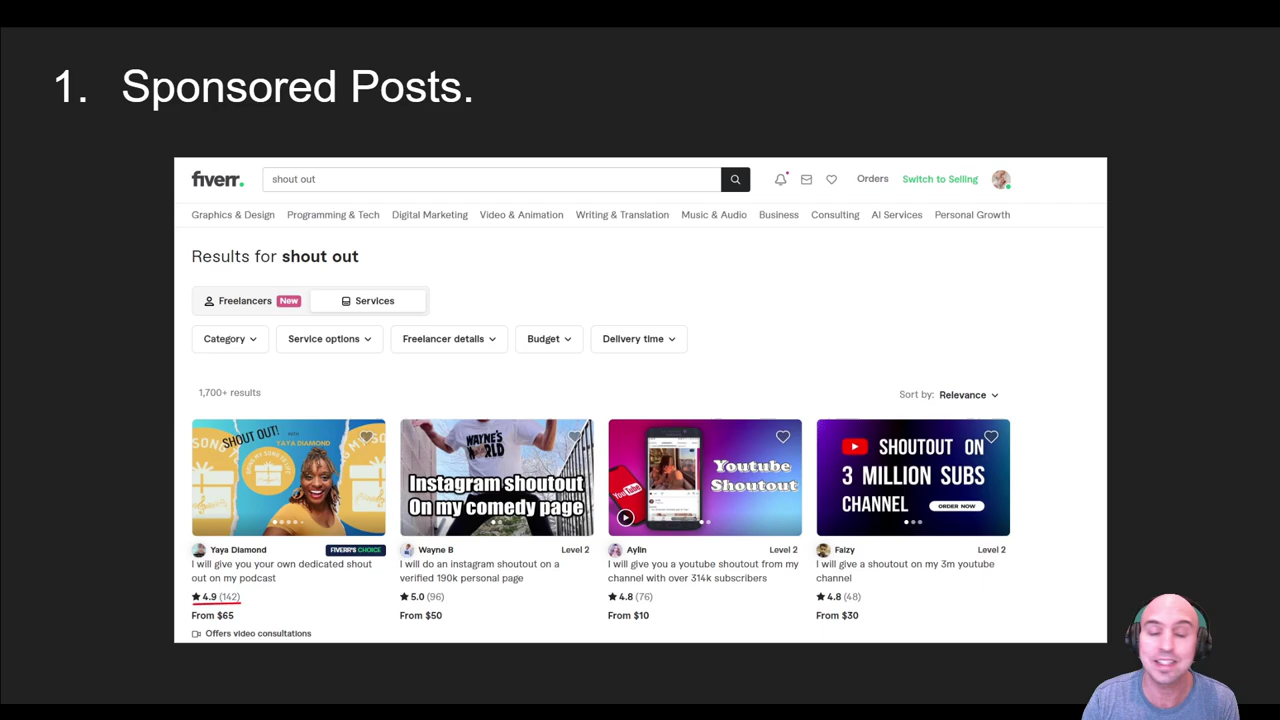 1. Sponsored Posts.
fiverr.
shout out
Orders
Switch to Selling
Graphics & Design
Programming & Tech
Digital Marketing
Video & Animation
Writing & Translation
Music & Audio
Business
Consulting
AI Services
Personal Growth
Results for shout out
Freelancers New
Services
Category
Service options
Freelancer details
Budget
Delivery time
1,700+ results
Sort by: Relevance
SHOUT OUT!
WITH
YAYA DIAMOND
Yaya Diamond
FIVERR'S CHOICE
I will give you your own dedicated shout
out on my podcast
4.9 (142)
From $65
Offers video consultations
WAYNE'S
WORLD
Instagram shoutout
On my comedy page
Wayne B
Level 2
I will do an instagram shoutout on a
verified 190k personal page
5.0 (96)
From $50
YouTube
Youtube
Shoutout
Aylin
Level 2
I will give you a youtube shoutout from my
channel with over 314k subscribers
4.8 (76)
From $10
SHOUTOUT ON
3 MILLION SUBS
CHANNEL
ORDER NOW
Faizy
Level 2
I will give a shoutout on my 3m youtube
channel
4.8 (48)
From $30